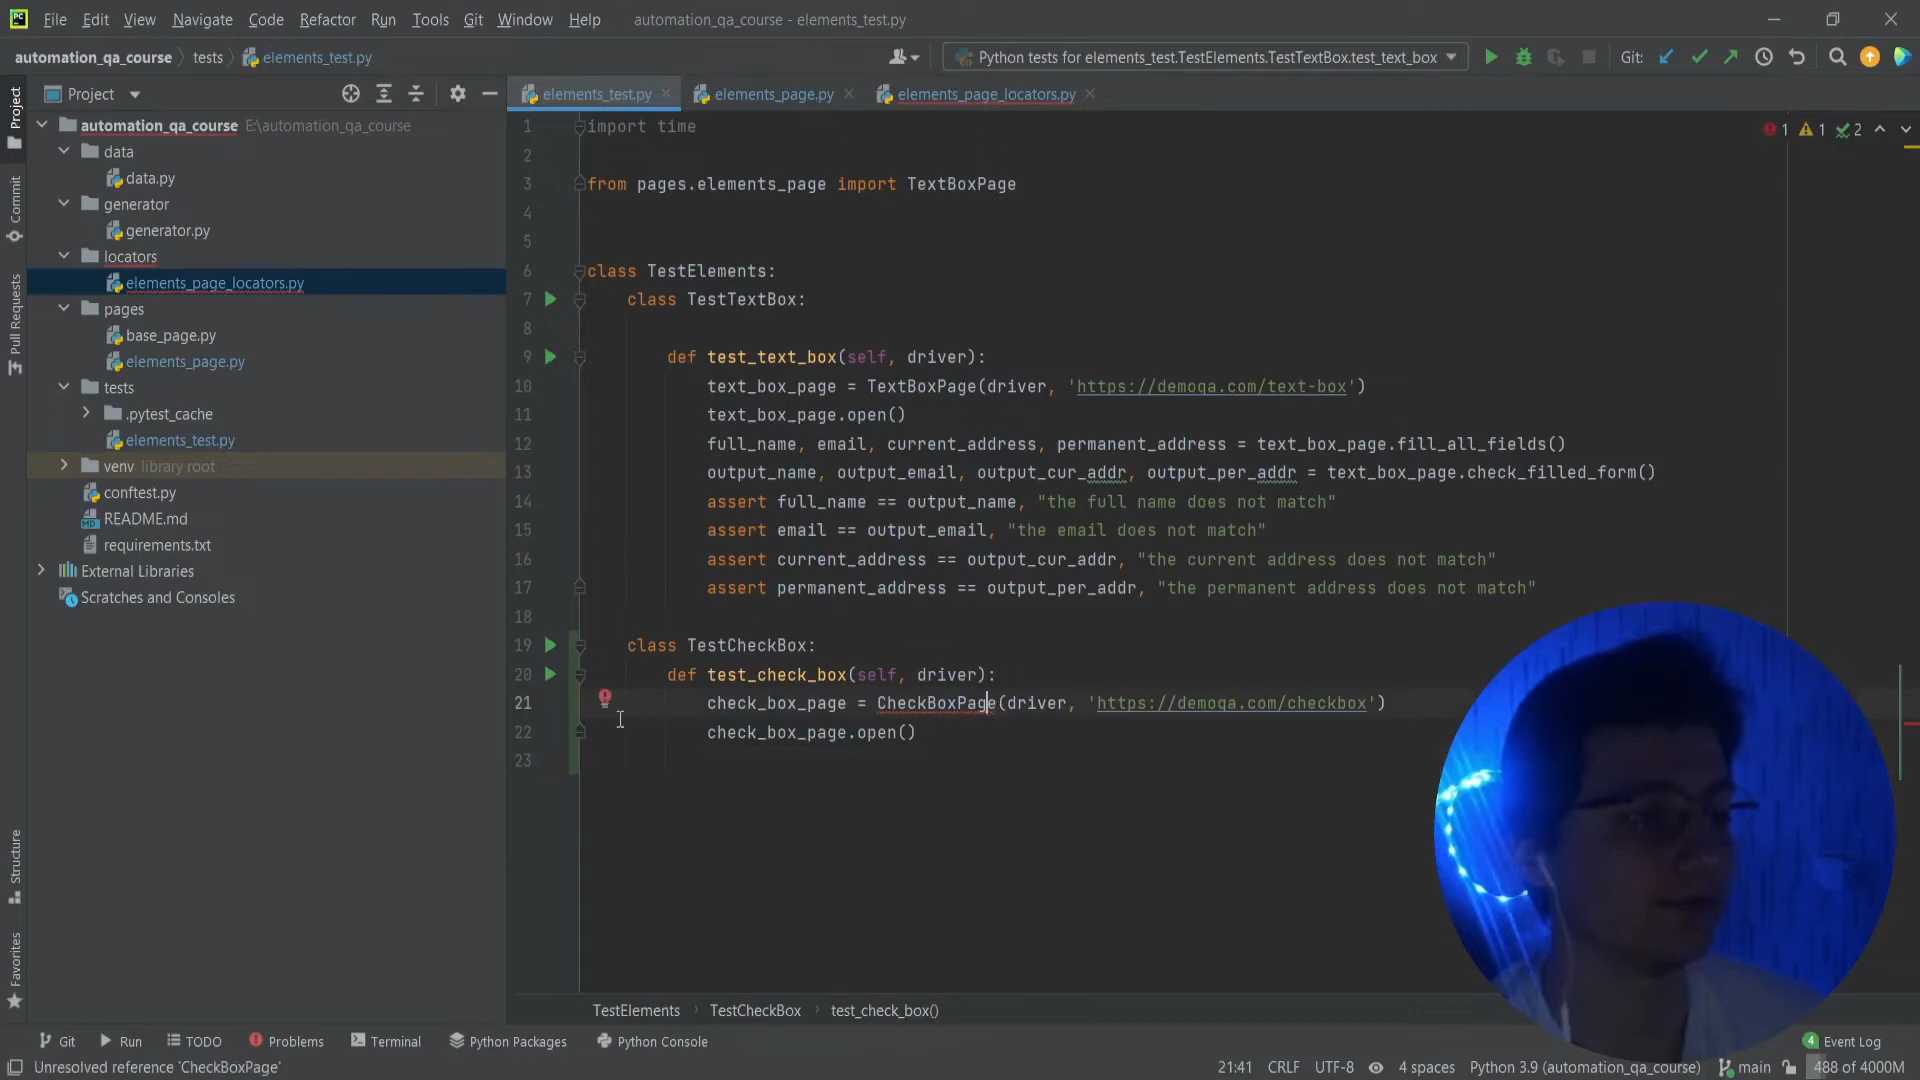 File Edit View Navigate Code Refactor Run Tools Git Window Help automation_qa_course - elements_test.py
automation_qa_course tests elements_test.py Python tests for elements_test.TestElements.TestTextBox.test_text_box Git:
Project elements_test.py elements_page.py elements_page_locators.py
Project
Commit
Pull Requests
Structure
Favorites
automation_qa_course E:\automation_qa_course
data
data.py
generator
generator.py
locators
elements_page_locators.py
pages
base_page.py
elements_page.py
tests
.pytest_cache
elements_test.py
venv library root
conftest.py
README.md
requirements.txt
External Libraries
Scratches and Consoles
1 1 2
1 import time
2
3 from pages.elements_page import TextBoxPage
4
5
6 class TestElements:
7 class TestTextBox:
8
9 def test_text_box(self, driver):
10 text_box_page = TextBoxPage(driver, 'https://demoqa.com/text-box')
11 text_box_page.open()
12 full_name, email, current_address, permanent_address = text_box_page.fill_all_fields()
13 output_name, output_email, output_cur_addr, output_per_addr = text_box_page.check_filled_form()
14 assert full_name == output_name, "the full name does not match"
15 assert email == output_email, "the email does not match"
16 assert current_address == output_cur_addr, "the current address does not match"
17 assert permanent_address == output_per_addr, "the permanent address does not match"
18
19 class TestCheckBox:
20 def test_check_box(self, driver):
21 check_box_page = CheckBoxPage(driver, 'https://demoqa.com/checkbox')
22 check_box_page.open()
23
TestElements TestCheckBox test_check_box()
Git Run TODO Problems Terminal Python Packages Python Console 4 Event Log
Unresolved reference 'CheckBoxPage' 21:41 CRLF UTF-8 4 spaces Python 3.9 (automation_qa_course) main 488 of 4000M